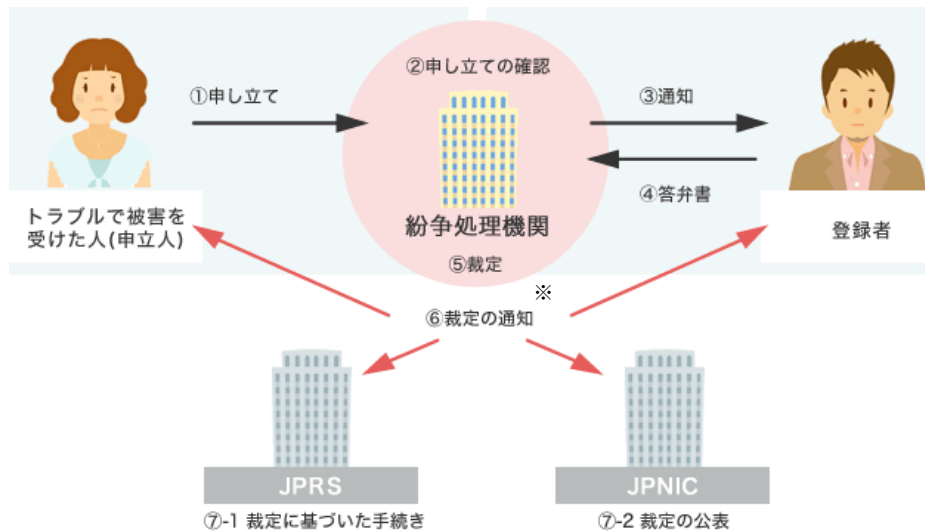 ②申し立ての確認
①申し立て
③通知
④答弁書
トラブルで被害を
受けた人(申立人)
紛争処理機関
登録者
⑤裁定
※
⑥裁定の通知
JPRS
JPNIC
⑦-1 裁定に基づいた手続き
⑦-2 裁定の公表